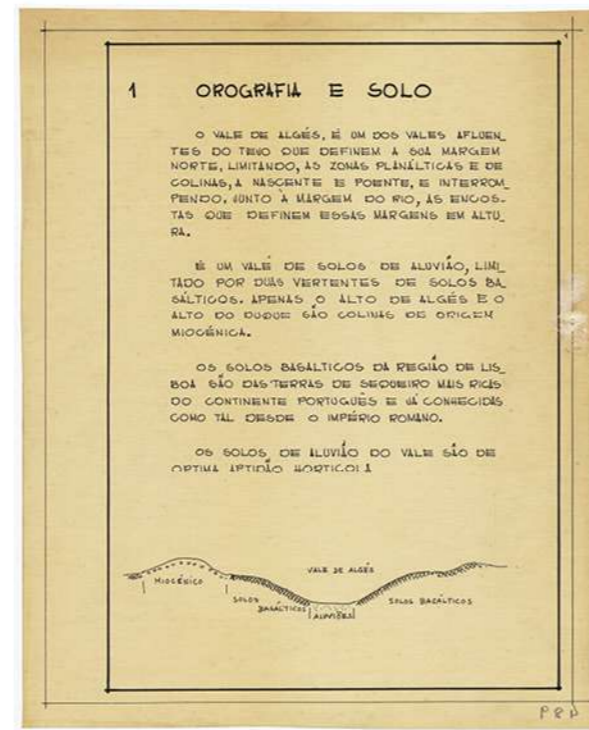 1 OROGRAFIA E SOLO
O VALE DE ALGÉS, É UM DOS VALES AFLUEN_
TES DO TEJO QUE DEFINEM A SUA MARGEM
NORTE, LIMITANDO, AS ZONAS PLANÁLTICAS E DE
COLINAS, A NASCENTE E POENTE, E INTERROM_
PENDO, JUNTO À MARGEM DO RIO, AS ENCOS-
TAS QUE DEFINEM ESSAS MARGENS EM ALTU_
RA.
É UM VALE DE SOLOS DE ALUVIÃO, LIMI_
TADO POR DUAS VERTENTES DE SOLOS BA_
SÁLTICOS. APENAS O ALTO DE ALGÉS E O
ALTO DO DUQUE SÃO COLINAS DE ORIGEM
MIOCÉNICA.
OS SOLOS BASALTICOS DA REGIÃO DE LIS_
BOA SÃO DAS TERRAS DE SEQUEIRO MAIS RICAS
DO CONTINENTE PORTUGUÊS E JÁ CONHECIDAS
COMO TAL DESDE O IMPÉRIO ROMANO.
OS SOLOS DE ALUVIÃO DO VALE SÃO DE
OPTIMA APTIDÃO HORTICOLA
VALE DE ALGÉS
MIOCÉNICO
SOLOS
BASÁLTICOS
ALUVIÕES
SOLOS BASÁLTICOS